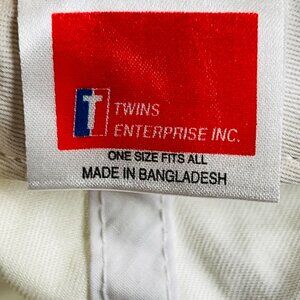 T
TWINS
ENTERPRISE INC.
ONE SIZE FITS ALL
MADE IN BANGLADESH